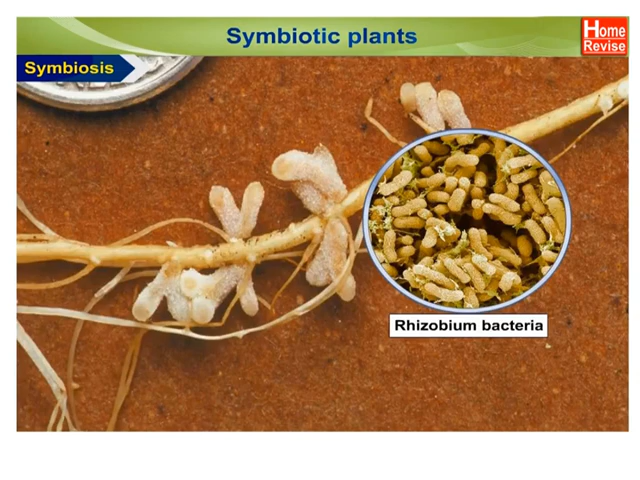 Symbiotic plants
Home
Revise
Symbiosis
Rhizobium bacteria